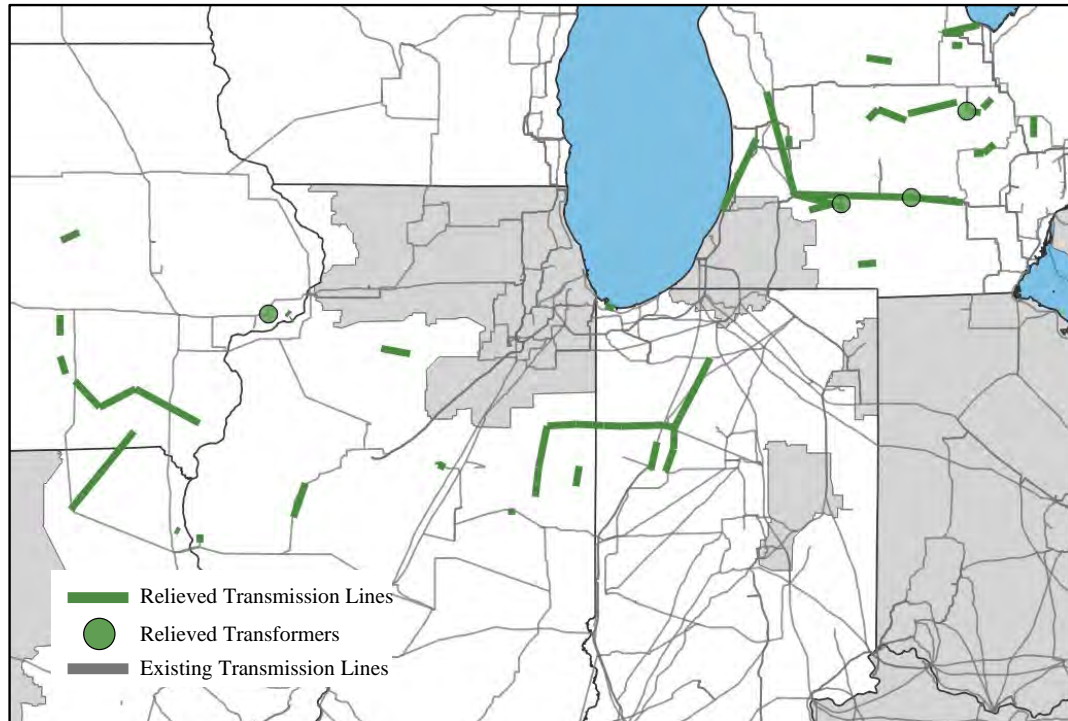 Relieved Transmission Lines
Relieved Transformers
Existing Transmission Lines